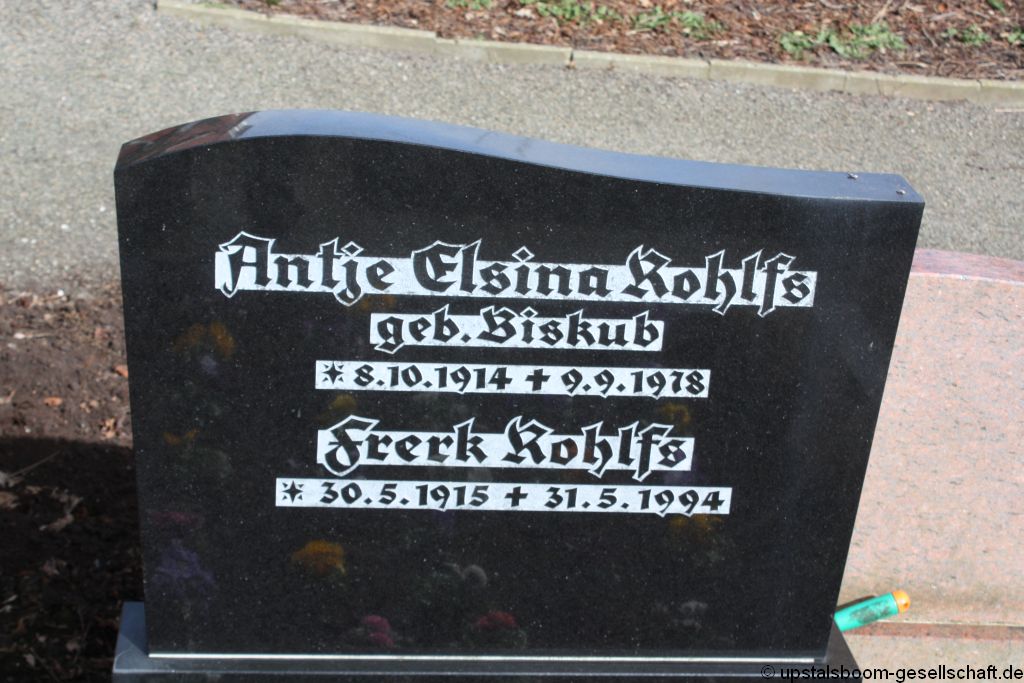 Antje Elsina Kohlfs
geb. Biskub
* 8.10.1914 ✝ 9.9.1978
Frerk Kohlfs
* 30.5.1915 ✝ 31.5.1994
© upstalsboom-gesellschaft.de